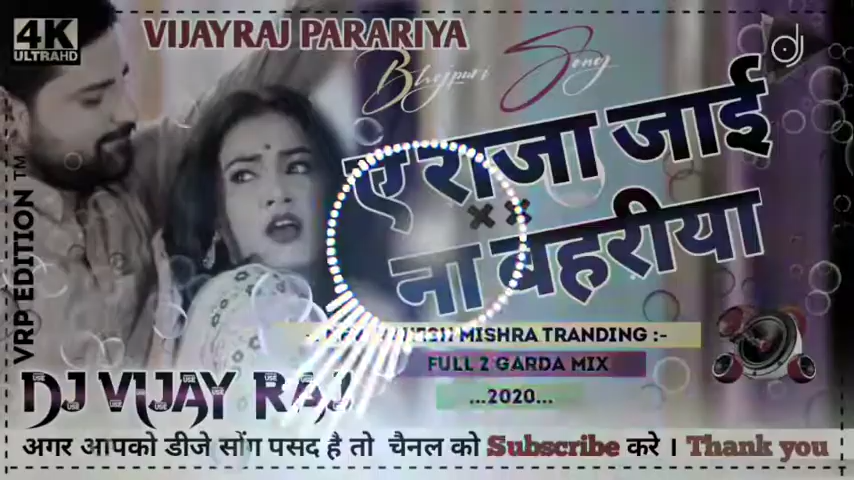 4K
ULTRAHD
VIJAYRAJ PARARIYA
Bhojpuri Song
dj
ए राजा जाई
ना बहरीया
VRP EDITION ™
MISHRA TRANDING :-
FULL 2 GARDA MIX
...2020...
DJ VIJAY RAJ
अगर आपको डीजे सोंग पसद है तो चैनल को Subscribe करे । Thank you